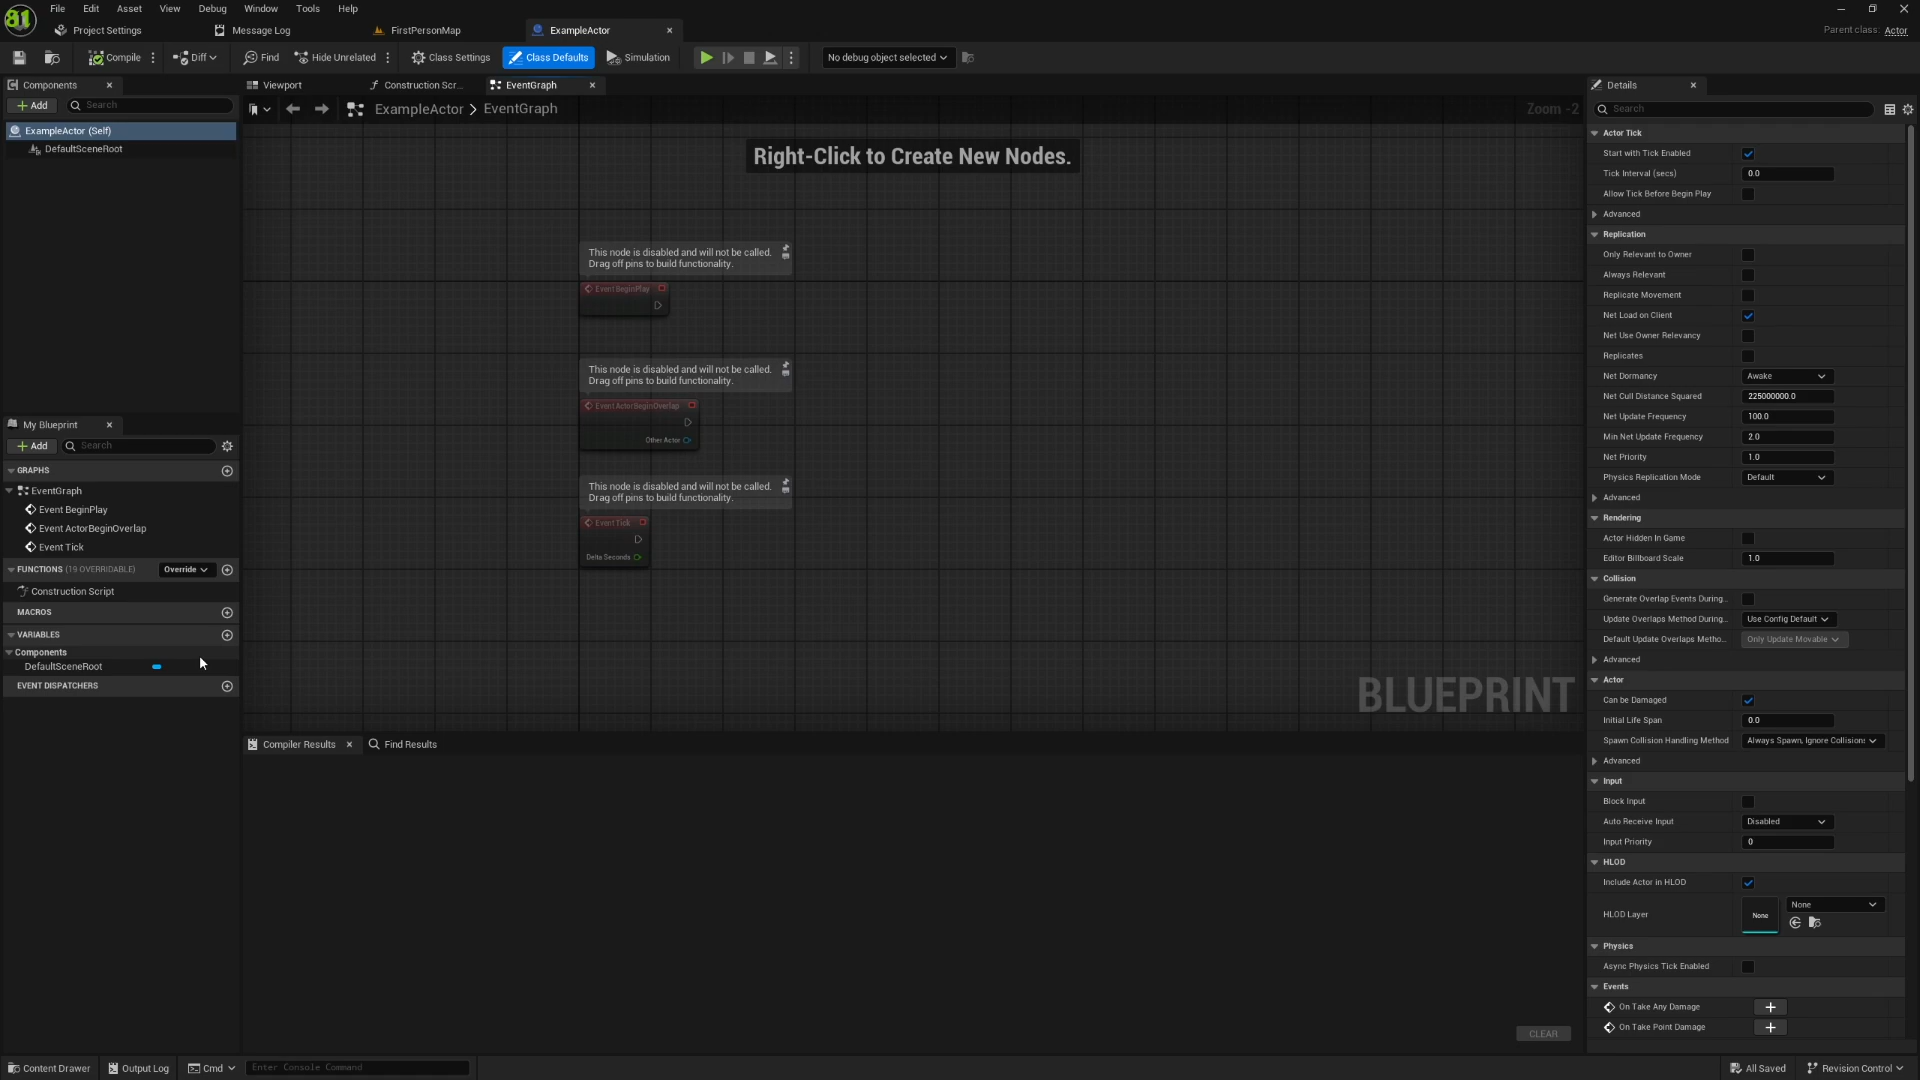 File Edit Asset View Debug Window Tools Help
Project Settings Message Log FirstPersonMap ExampleActor
Parent class: Actor
Compile Diff Find Hide Unrelated Class Settings Class Defaults Simulation No debug object selected
Components
Add Search
ExampleActor (Self)
DefaultSceneRoot
My Blueprint
Add Search
GRAPHS
EventGraph
Event BeginPlay
Event ActorBeginOverlap
Event Tick
FUNCTIONS (19 OVERRIDABLE) Override
Construction Script
MACROS
VARIABLES
Components
DefaultSceneRoot
EVENT DISPATCHERS
Viewport Construction Scr... EventGraph
ExampleActor > EventGraph
Zoom -2
Right-Click to Create New Nodes.
This node is disabled and will not be called.
Drag off pins to build functionality.
Event BeginPlay
This node is disabled and will not be called.
Drag off pins to build functionality.
Event ActorBeginOverlap
Other Actor
This node is disabled and will not be called.
Drag off pins to build functionality.
Event Tick
Delta Seconds
BLUEPRINT
Compiler Results Find Results
CLEAR
Details
Search
Actor Tick
Start with Tick Enabled
Tick Interval (secs) 0.0
Allow Tick Before Begin Play
Advanced
Replication
Only Relevant to Owner
Always Relevant
Replicate Movement
Net Load on Client
Net Use Owner Relevancy
Replicates
Net Dormancy Awake
Net Cull Distance Squared 225000000.0
Net Update Frequency 100.0
Min Net Update Frequency 2.0
Net Priority 1.0
Physics Replication Mode Default
Advanced
Rendering
Actor Hidden In Game
Editor Billboard Scale 1.0
Collision
Generate Overlap Events During...
Update Overlaps Method During... Use Config Default
Default Update Overlaps Metho... Only Update Movable
Advanced
Actor
Can be Damaged
Initial Life Span 0.0
Spawn Collision Handling Method Always Spawn, Ignore Collisions
Advanced
Input
Block Input
Auto Receive Input Disabled
Input Priority 0
HLOD
Include Actor in HLOD
HLOD Layer None None
Physics
Async Physics Tick Enabled
Events
On Take Any Damage
On Take Point Damage
Content Drawer Output Log Cmd Enter Console Command All Saved Revision Control